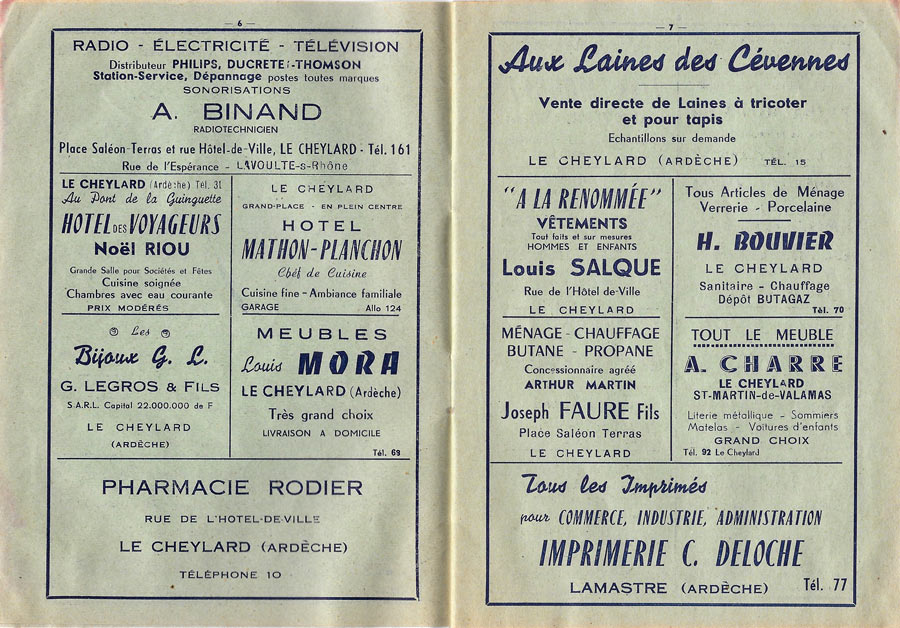 — 6 —
RADIO - ÉLECTRICITÉ - TÉLÉVISION
Distributeur PHILIPS, DUCRETET-THOMSON
Station-Service, Dépannage postes toutes marques
SONORISATIONS
A. BINAND
RADIOTECHNICIEN
Place Saléon-Terras et rue Hôtel-de-Ville, LE CHEYLARD - Tél. 161
Rue de l'Espérance - LAVOULTE-s-Rhône
LE CHEYLARD (Ardèche) Tél. 31
Au Pont de la Guinguette
HOTEL DES VOYAGEURS
Noël RIOU
Grande Salle pour Sociétés et Fêtes
Cuisine soignée
Chambres avec eau courante
PRIX MODÉRÉS
LE CHEYLARD
GRAND-PLACE - EN PLEIN CENTRE
HOTEL
MATHON-PLANCHON
Chéf de Cuisine
Cuisine fine - Ambiance familiale
GARAGE Allo 124
Les
Bijoux G. L.
G. LEGROS & FILS
S.A.R.L. Capital 22.000.000 de F
LE CHEYLARD
(ARDÈCHE)
MEUBLES
Louis MORA
LE CHEYLARD (Ardèche)
Très grand choix
LIVRAISON A DOMICILE
Tél. 69
PHARMACIE RODIER
RUE DE L'HOTEL-DE-VILLE
LE CHEYLARD (ARDÈCHE)
TÉLÉPHONE 10
— 7 —
Aux Laines des Cévennes
Vente directe de Laines à tricoter
et pour tapis
Echantillons sur demande
LE CHEYLARD (ARDÈCHE) TÉL. 15
"A LA RENOMMÉE"
VÊTEMENTS
Tout faits et sur mesures
HOMMES ET ENFANTS
Louis SALQUE
Rue de l'Hôtel de-Ville
LE CHEYLARD
Tous Articles de Ménage
Verrerie - Porcelaine
H. BOUVIER
LE CHEYLARD
Sanitaire - Chauffage
Dépôt BUTAGAZ
Tél. 70
MÉNAGE - CHAUFFAGE
BUTANE - PROPANE
Concessionnaire agréé
ARTHUR MARTIN
Joseph FAURE Fils
Place Saléon Terras
LE CHEYLARD
TOUT LE MEUBLE
A. CHARRE
LE CHEYLARD
ST-MARTIN-de-VALAMAS
Literie métallique - Sommiers
Matelas - Voitures d'enfants
GRAND CHOIX
Tél. 92 Le Cheylard
Tous les Imprimés
pour COMMERCE, INDUSTRIE, ADMINISTRATION
IMPRIMERIE C. DELOCHE
LAMASTRE (ARDÈCHE) Tél. 77